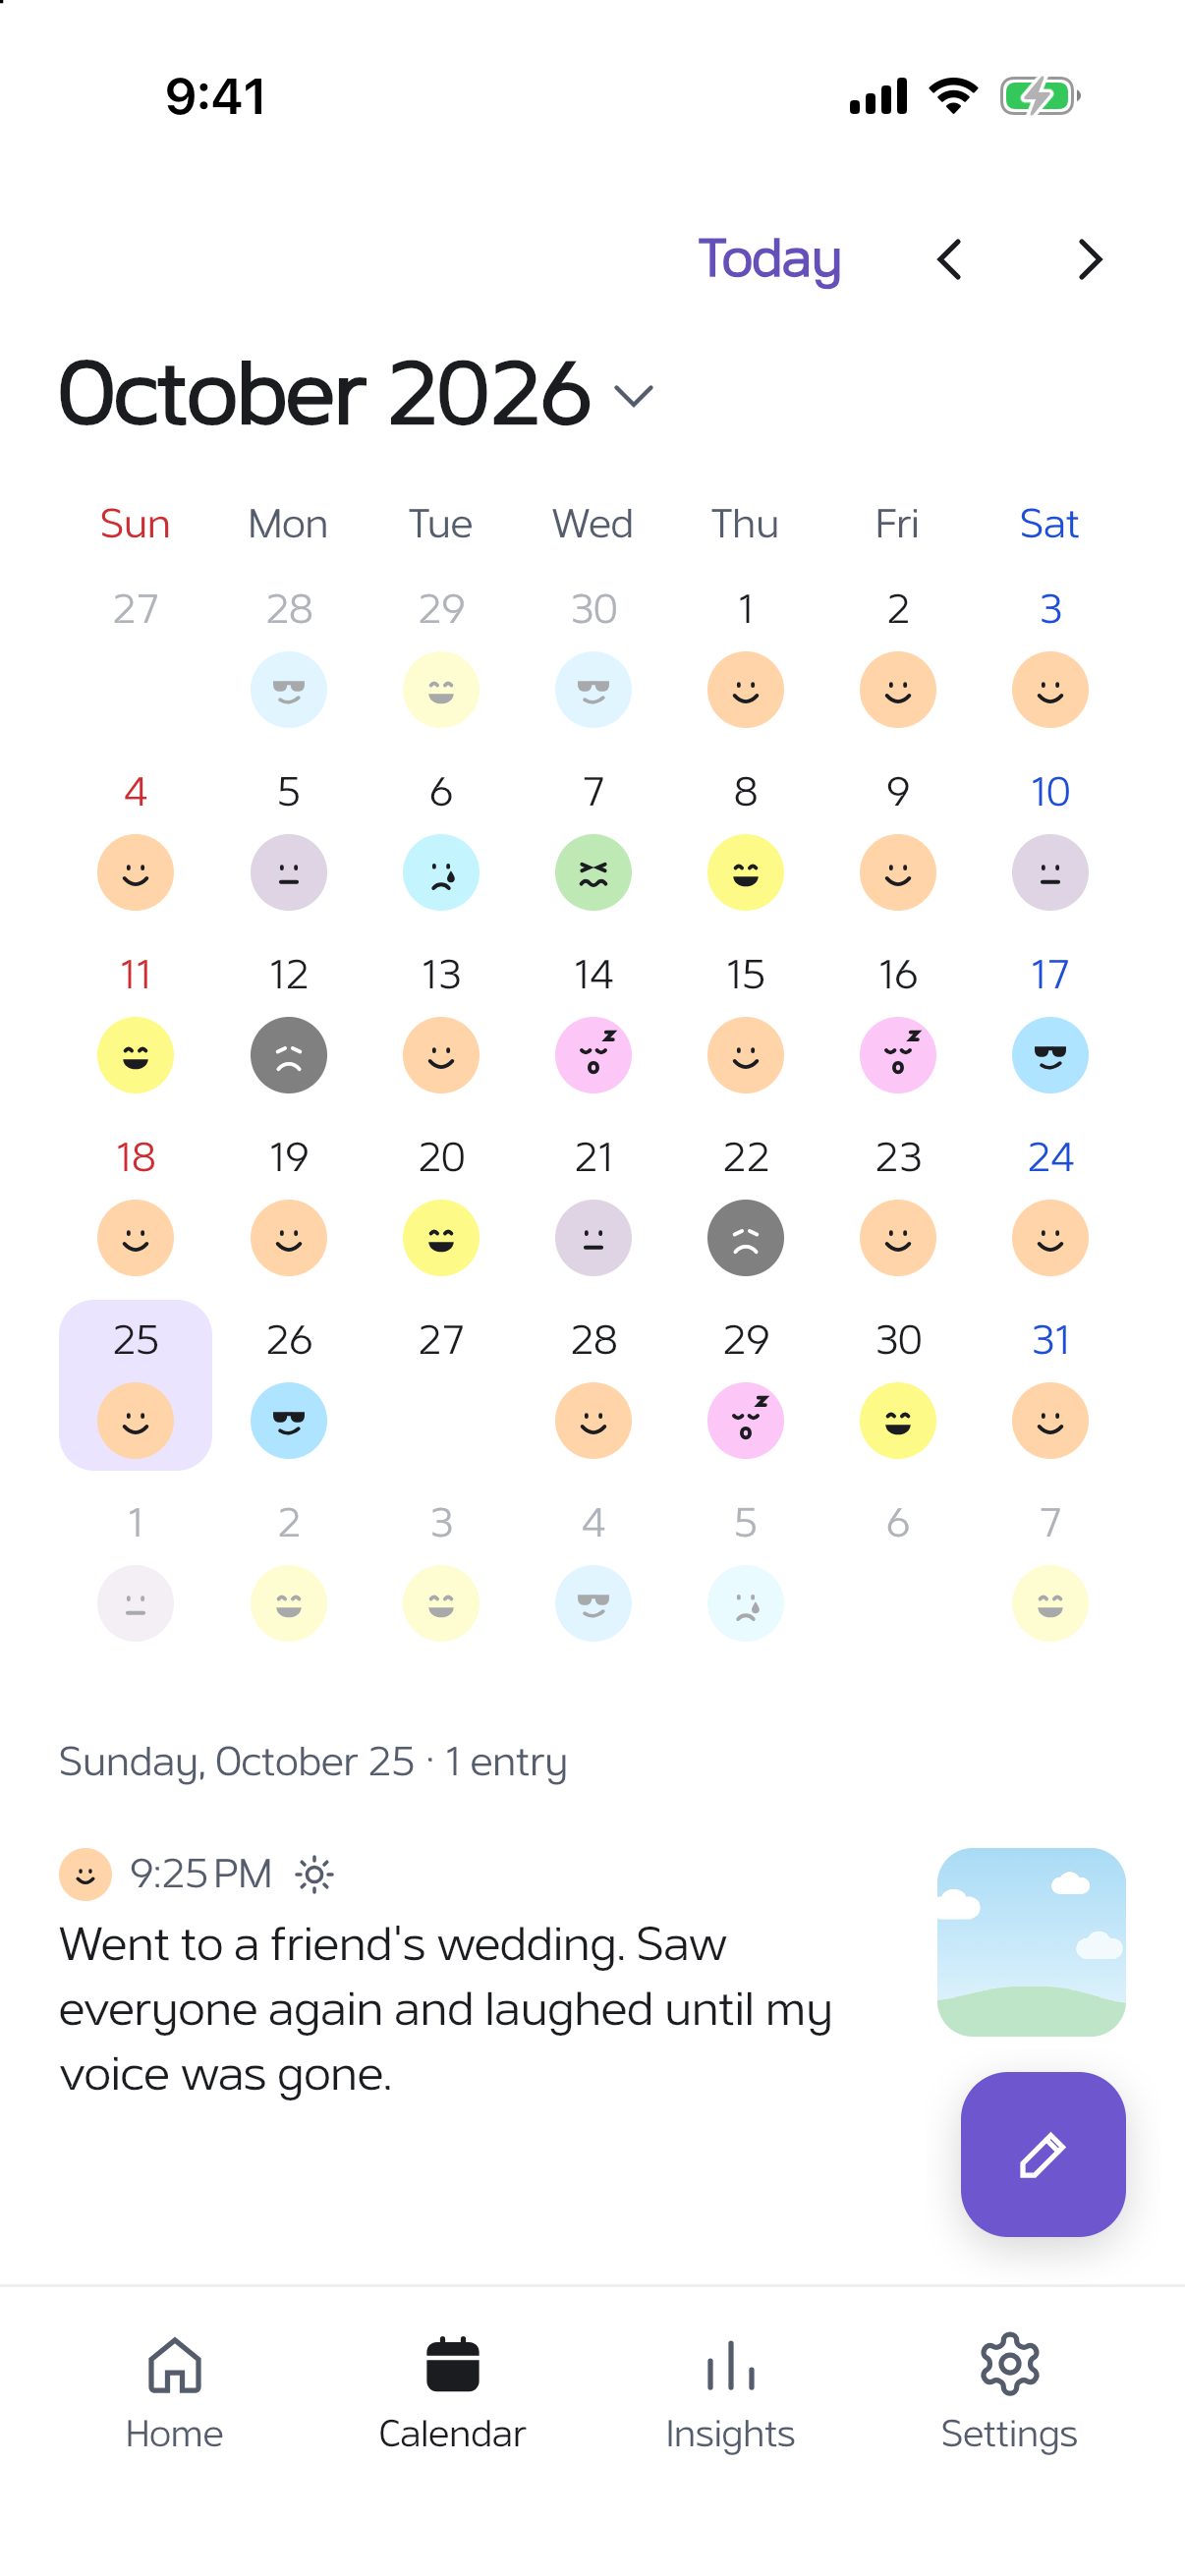 9:41
Today
October 2026
Sun Mon Tue Wed Thu Fri Sat
27 28 29 30 1 2 3
4 5 6 7 8 9 10
11 12 13 14 15 16 17
18 19 20 21 22 23 24
25 26 27 28 29 30 31
1 2 3 4 5 6 7
Sunday, October 25 · 1 entry
9:25 PM
Went to a friend's wedding. Saw
everyone again and laughed until my
voice was gone.
Home Calendar Insights Settings